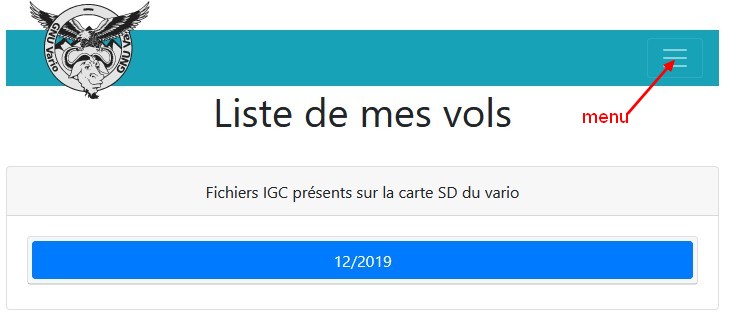 GNU Vario GNU Vario
menu
Liste de mes vols
Fichiers IGC présents sur la carte SD du vario
12/2019